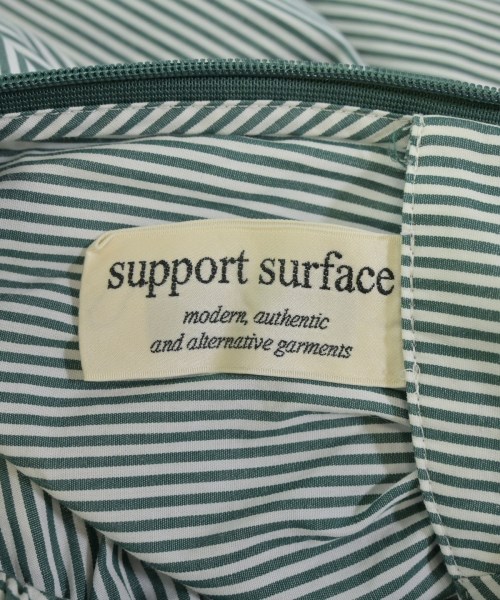 support surface
modern, authentic
and alternative garments